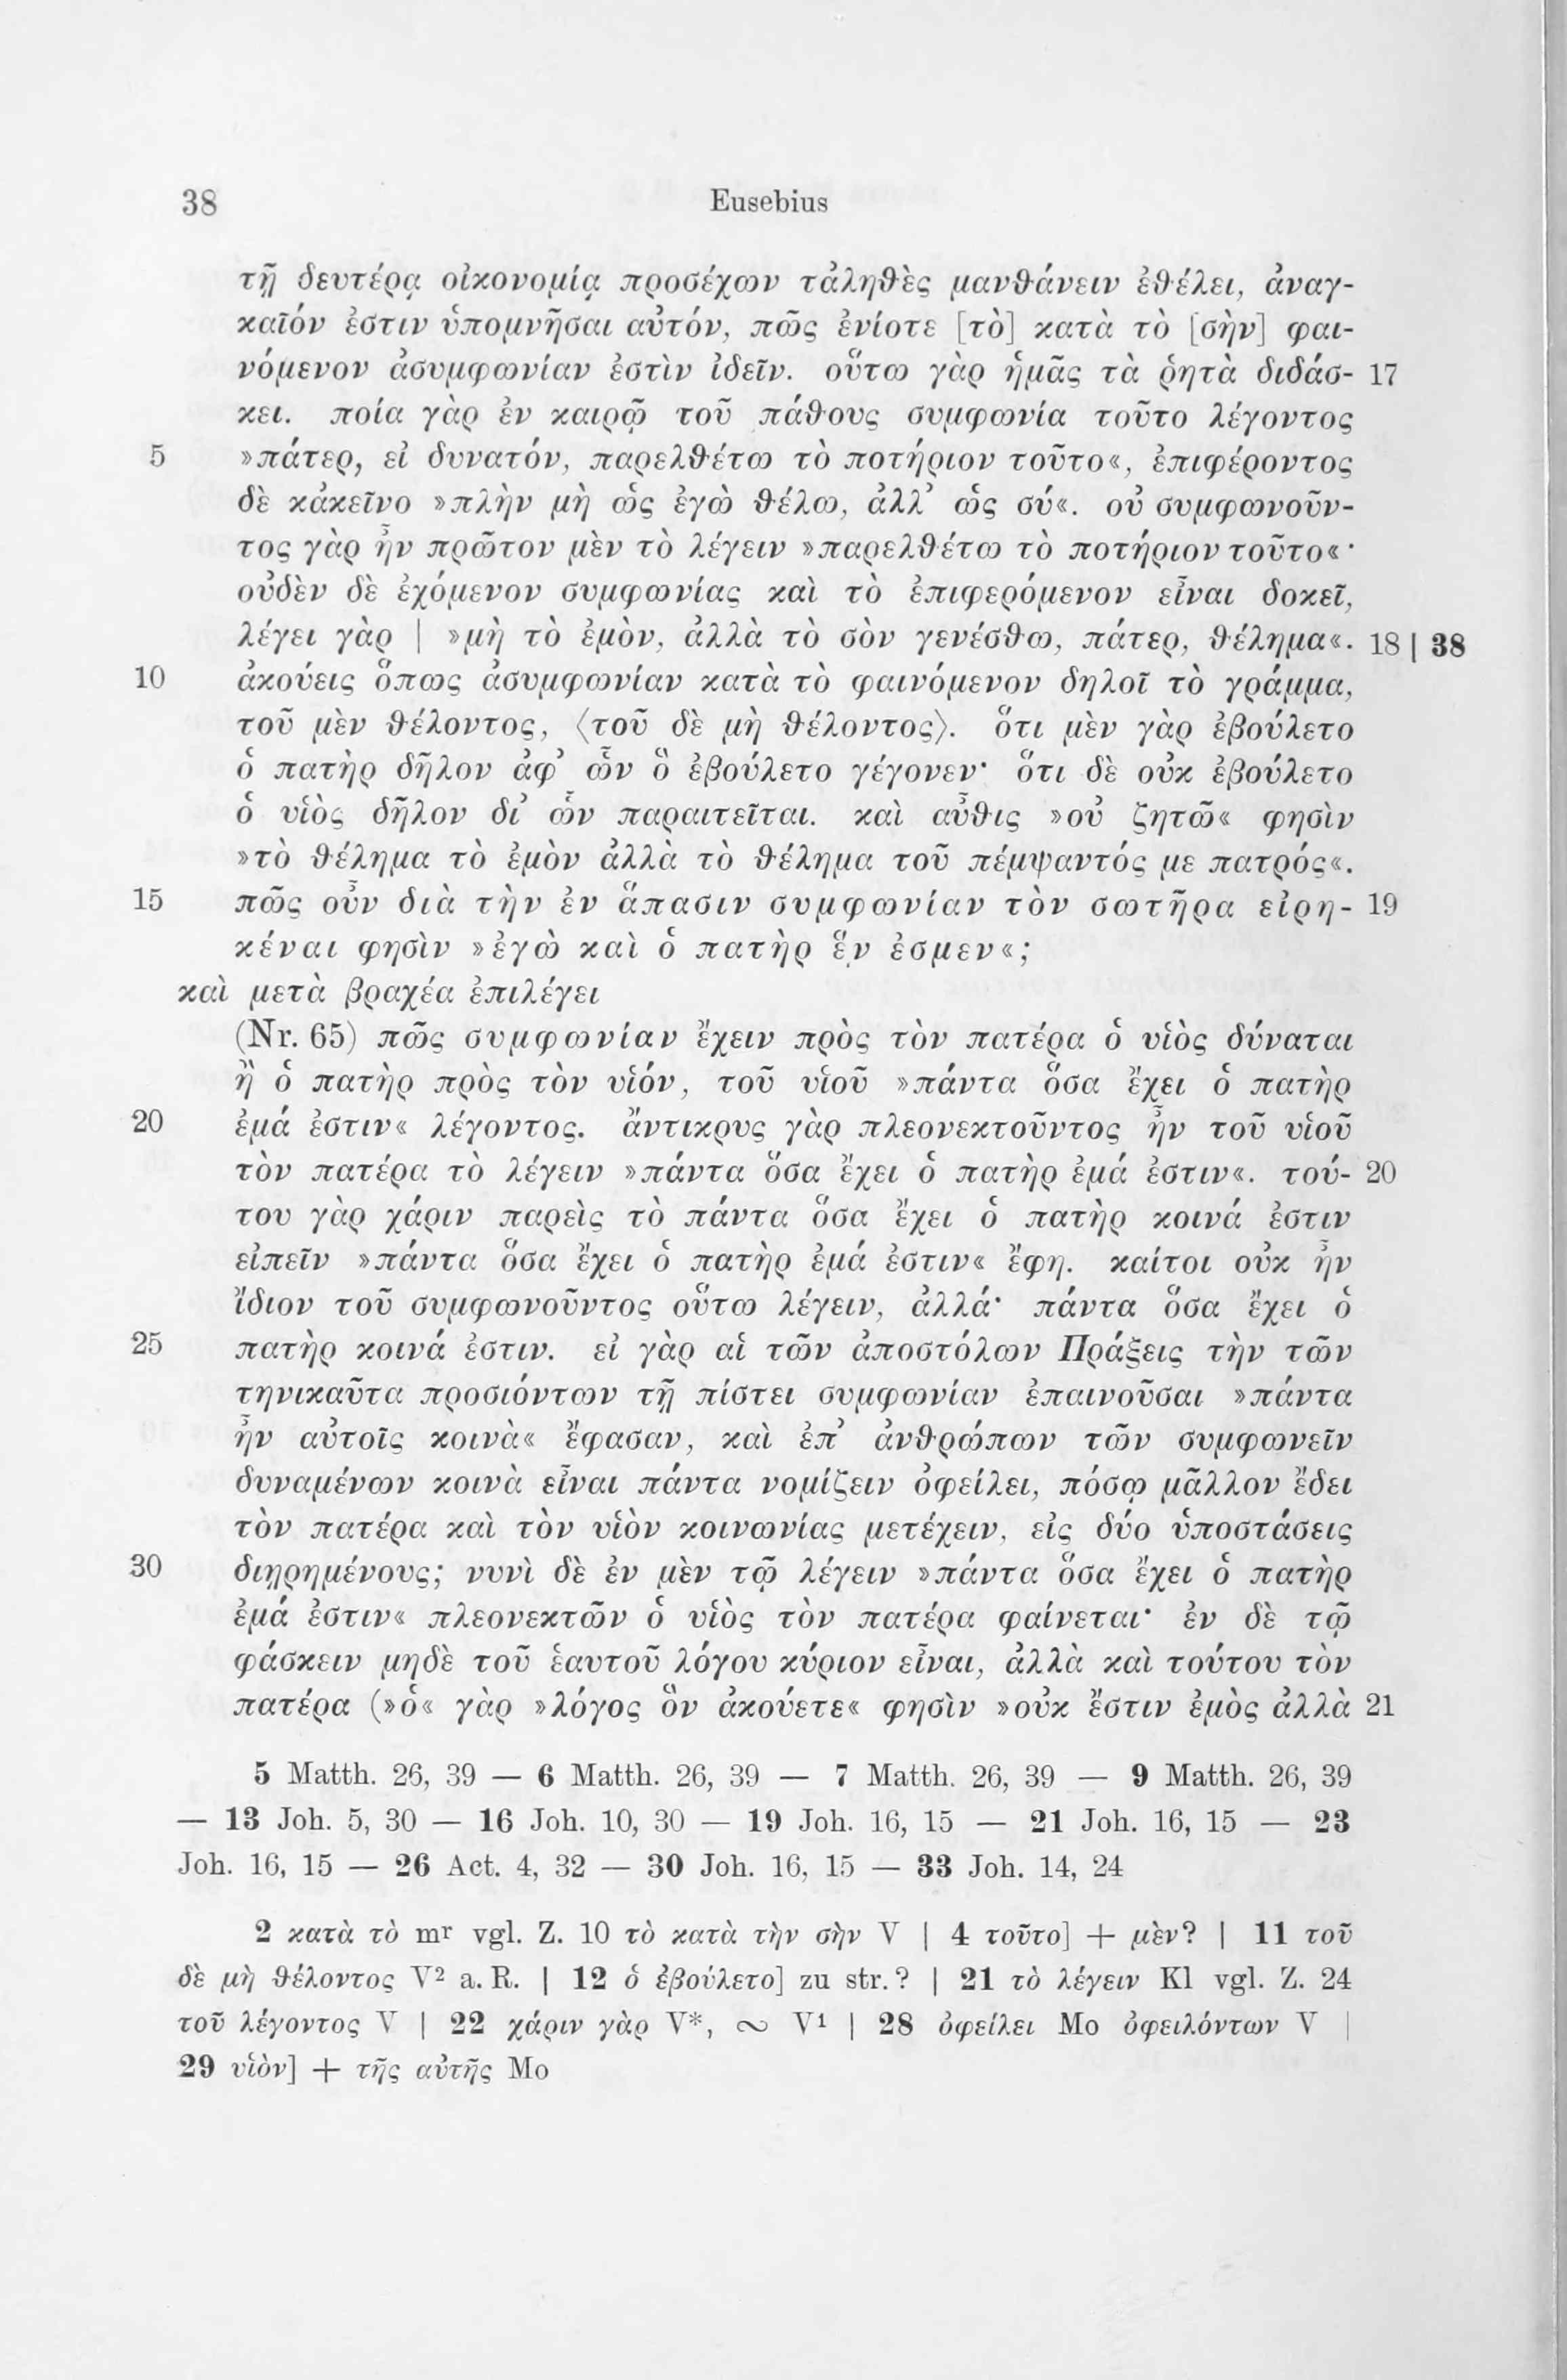 38 Eusebius
τῇ δευτέρᾳ οἰκονομίᾳ προσέχων τἀληθὲς μανθάνειν ἐθέλει, ἀναγ-
καῖόν ἐστιν ὑπομνῆσαι αὐτόν, πῶς ἐνίοτε [τὸ] κατὰ τὸ [σὴν] φαι-
νόμενον ἀσυμφωνίαν ἐστὶν ἰδεῖν. οὕτω γὰρ ἡμᾶς τὰ ῥητὰ διδάσ- 17
κει. ποία γὰρ ἐν καιρῷ τοῦ πάθους συμφωνία τοῦτο λέγοντος
5 »πάτερ, εἰ δυνατόν, παρελθέτω τὸ ποτήριον τοῦτο«, ἐπιφέροντος
δὲ κἀκεῖνο »πλὴν μὴ ὡς ἐγὼ θέλω, ἀλλ’ ὡς σύ«. οὐ συμφωνοῦν-
τος γὰρ ἦν πρῶτον μὲν τὸ λέγειν »παρελθέτω τὸ ποτήριον τοῦτο«·
οὐδὲν δὲ ἐχόμενον συμφωνίας καὶ τὸ ἐπιφερόμενον εἶναι δοκεῖ,
λέγει γὰρ | »μὴ τὸ ἐμὸν, ἀλλὰ τὸ σὸν γενέσθω, πάτερ, θέλημα«. 18 | 38
10 ἀκούεις ὅπως ἀσυμφωνίαν κατὰ τὸ φαινόμενον δηλοῖ τὸ γράμμα,
τοῦ μὲν θέλοντος, ⟨τοῦ δὲ μὴ θέλοντος⟩. ὅτι μὲν γὰρ ἐβούλετο
ὁ πατὴρ δῆλον ἀφ’ ὧν ὃ ἐβούλετο γέγονεν· ὅτι δὲ οὐκ ἐβούλετο
ὁ υἱὸς δῆλον δι’ ὧν παραιτεῖται. καὶ αὖθις »οὐ ζητῶ« φησὶν
»τὸ θέλημα τὸ ἐμὸν ἀλλὰ τὸ θέλημα τοῦ πέμψαντός με πατρός«.
15 πῶς οὖν διὰ τὴν ἐν ἅπασιν συμφωνίαν τὸν σωτῆρα εἰρη- 19
κέναι φησὶν »ἐγὼ καὶ ὁ πατὴρ ἕν ἐσμεν«;
καὶ μετὰ βραχέα ἐπιλέγει
(Nr. 65) πῶς συμφωνίαν ἔχειν πρὸς τὸν πατέρα ὁ υἱὸς δύναται
ἢ ὁ πατὴρ πρὸς τὸν υἱόν, τοῦ υἱοῦ »πάντα ὅσα ἔχει ὁ πατὴρ
20 ἐμά ἐστιν« λέγοντος. ἄντικρυς γὰρ πλεονεκτοῦντος ἦν τοῦ υἱοῦ
τὸν πατέρα τὸ λέγειν »πάντα ὅσα ἔχει ὁ πατὴρ ἐμά ἐστιν«. τού- 20
του γὰρ χάριν παρεὶς τὸ πάντα ὅσα ἔχει ὁ πατὴρ κοινά ἐστιν
εἰπεῖν »πάντα ὅσα ἔχει ὁ πατὴρ ἐμά ἐστιν« ἔφη. καίτοι οὐκ ἦν
ἴδιον τοῦ συμφωνοῦντος οὕτω λέγειν, ἀλλά· πάντα ὅσα ἔχει ὁ
25 πατὴρ κοινά ἐστιν. εἰ γὰρ αἱ τῶν ἀποστόλων Πράξεις τὴν τῶν
τηνικαῦτα προσιόντων τῇ πίστει συμφωνίαν ἐπαινοῦσαι »πάντα
ἦν αὐτοῖς κοινὰ« ἔφασαν, καὶ ἐπ’ ἀνθρώπων τῶν συμφωνεῖν
δυναμένων κοινὰ εἶναι πάντα νομίζειν ὀφείλει, πόσῳ μᾶλλον ἔδει
τὸν πατέρα καὶ τὸν υἱὸν κοινωνίας μετέχειν, εἰς δύο ὑποστάσεις
30 διῃρημένους; νυνὶ δὲ ἐν μὲν τῷ λέγειν »πάντα ὅσα ἔχει ὁ πατὴρ
ἐμά ἐστιν« πλεονεκτῶν ὁ υἱὸς τὸν πατέρα φαίνεται· ἐν δὲ τῷ
φάσκειν μηδὲ τοῦ ἑαυτοῦ λόγου κύριον εἶναι, ἀλλὰ καὶ τούτου τὸν
πατέρα (»ὁ« γὰρ »λόγος ὃν ἀκούετε« φησὶν »οὐκ ἔστιν ἐμὸς ἀλλὰ 21
5 Matth. 26, 39 — 6 Matth. 26, 39 — 7 Matth. 26, 39 — 9 Matth. 26, 39
— 13 Joh. 5, 30 — 16 Joh. 10, 30 — 19 Joh. 16, 15 — 21 Joh. 16, 15 — 23
Joh. 16, 15 — 26 Act. 4, 32 — 30 Joh. 16, 15 — 33 Joh. 14, 24
2 κατὰ τὸ mr vgl. Z. 10 τὸ κατὰ τὴν σὴν V | 4 τοῦτο] + μὲν? | 11 τοῦ
δὲ μὴ θέλοντος V² a. R. | 12 ὁ ἐβούλετο] zu str.? | 21 τὸ λέγειν Kl vgl. Z. 24
τοῦ λέγοντος V | 22 χάριν γὰρ V*, ∾ V¹ | 28 ὀφείλει Mo ὀφειλόντων V |
29 υἱὸν] + τῆς αὐτῆς Mo